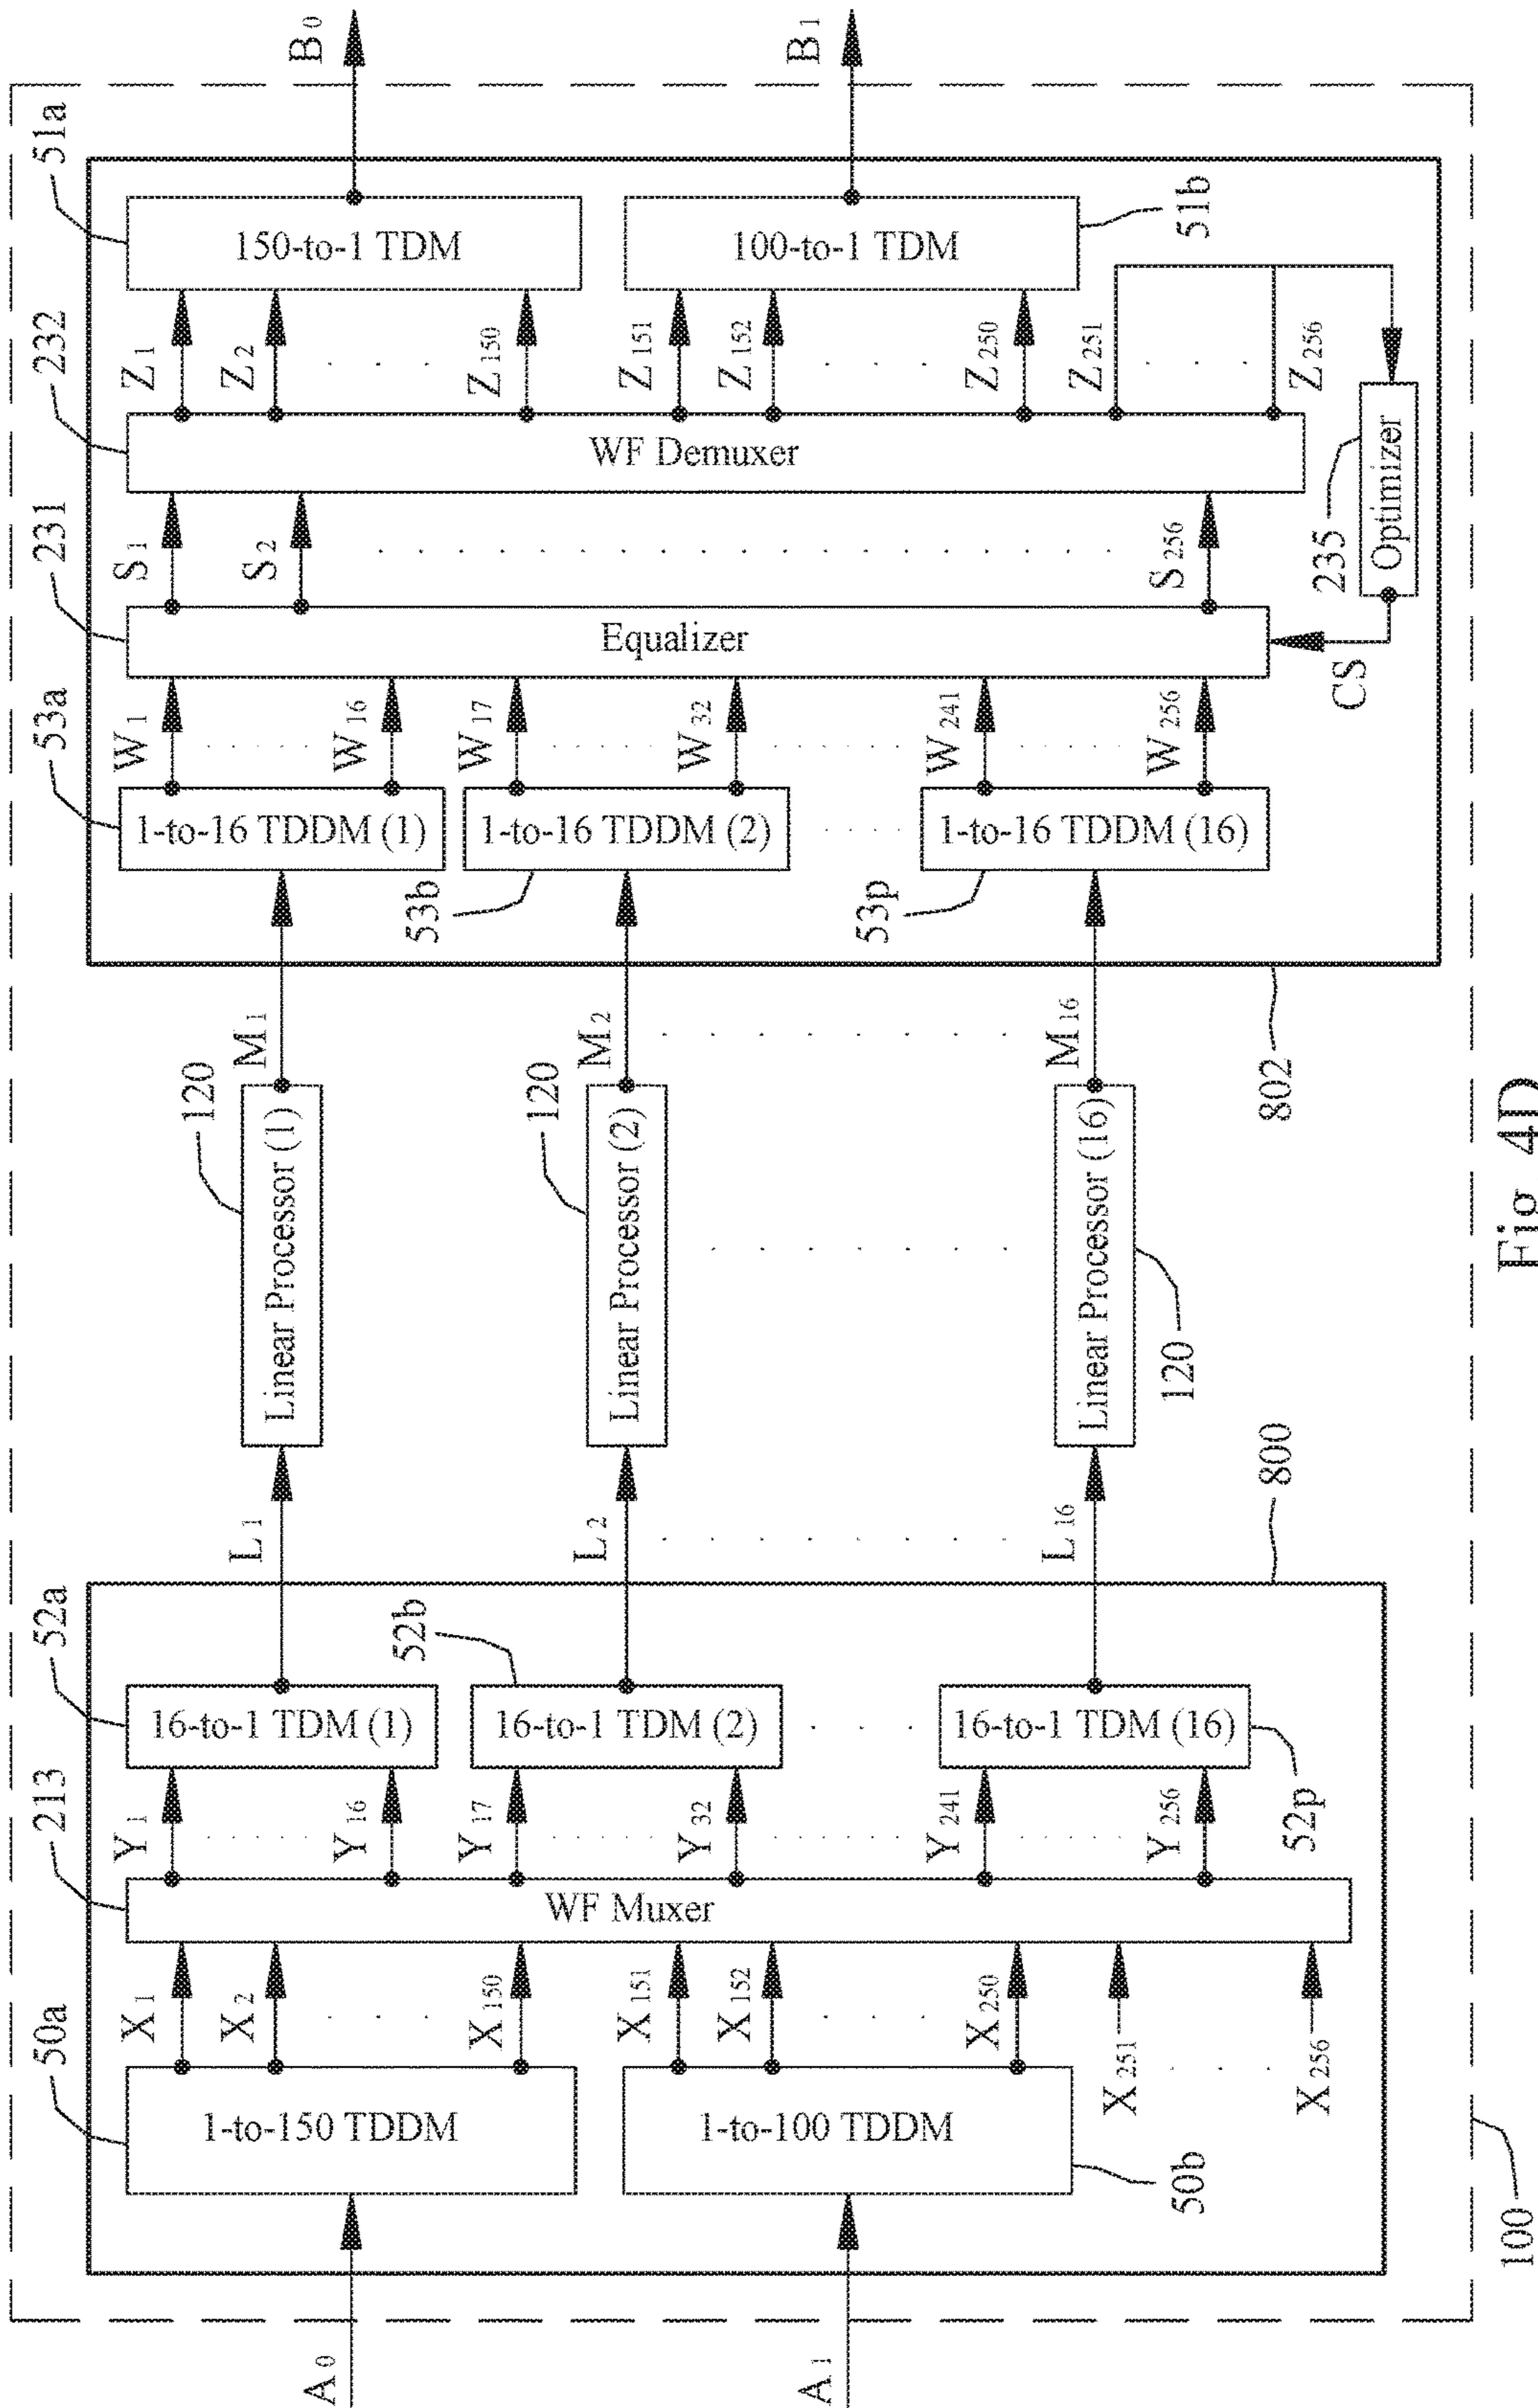 A0
A1
100
800
50a
1-to-150 TDDM
1-to-100 TDDM
50b
X1
X2
X150
X151
X152
X250
X251
X256
213
WF Muxer
Y1
Y16
Y17
Y32
Y241
Y256
52a
16-to-1 TDM (1)
52b
16-to-1 TDM (2)
16-to-1 TDM (16)
52p
L1
L2
L16
120
Linear Processor (1)
120
Linear Processor (2)
Linear Processor (16)
120
M1
M2
M16
802
53a
1-to-16 TDDM (1)
53b
1-to-16 TDDM (2)
53p
1-to-16 TDDM (16)
W1
W16
W17
W32
W241
W256
231
Equalizer
CS
S1
S2
S256
235
Optimizer
232
WF Demuxer
Z1
Z2
Z150
Z151
Z152
Z250
Z251
Z256
51a
150-to-1 TDM
100-to-1 TDM
51b
B0
B1
Fig. 4D